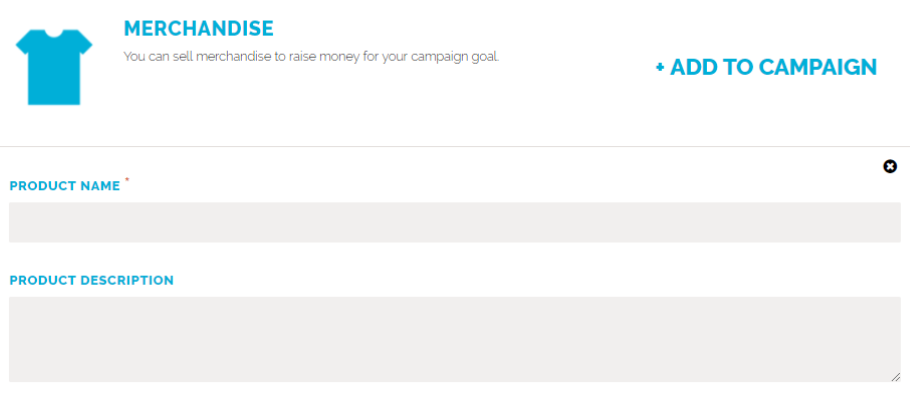 MERCHANDISE
You can sell merchandise to raise money for your campaign goal.
+ ADD TO CAMPAIGN
PRODUCT NAME *
PRODUCT DESCRIPTION